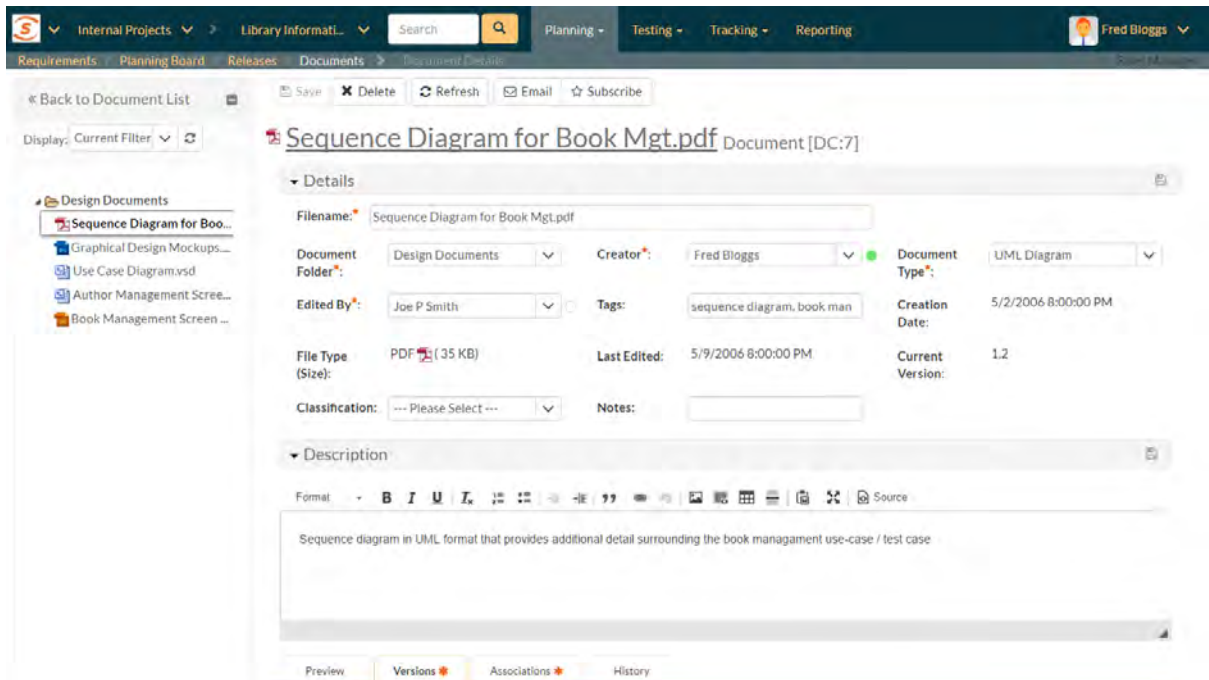 Internal Projects > Library Informati... Search Planning Testing Tracking Reporting Fred Bloggs
Requirements Planning Board Releases Documents > Document Details
« Back to Document List
Display: Current Filter
Design Documents
Sequence Diagram for Boo...
Graphical Design Mockups....
Use Case Diagram.vsd
Author Management Scree...
Book Management Screen ...
Save Delete Refresh Email Subscribe
Sequence Diagram for Book Mgt.pdf Document [DC:7]
Details
Filename:* Sequence Diagram for Book Mgt.pdf
Document Folder*: Design Documents Creator*: Fred Bloggs Document Type*: UML Diagram
Edited By*: Joe P Smith Tags: sequence diagram, book man Creation Date: 5/2/2006 8:00:00 PM
File Type (Size): PDF (35 KB) Last Edited: 5/9/2006 8:00:00 PM Current Version: 1.2
Classification: --- Please Select --- Notes:
Description
Format B I U Ix Source
Sequence diagram in UML format that provides additional detail surrounding the book managament use-case / test case
Preview Versions Associations History